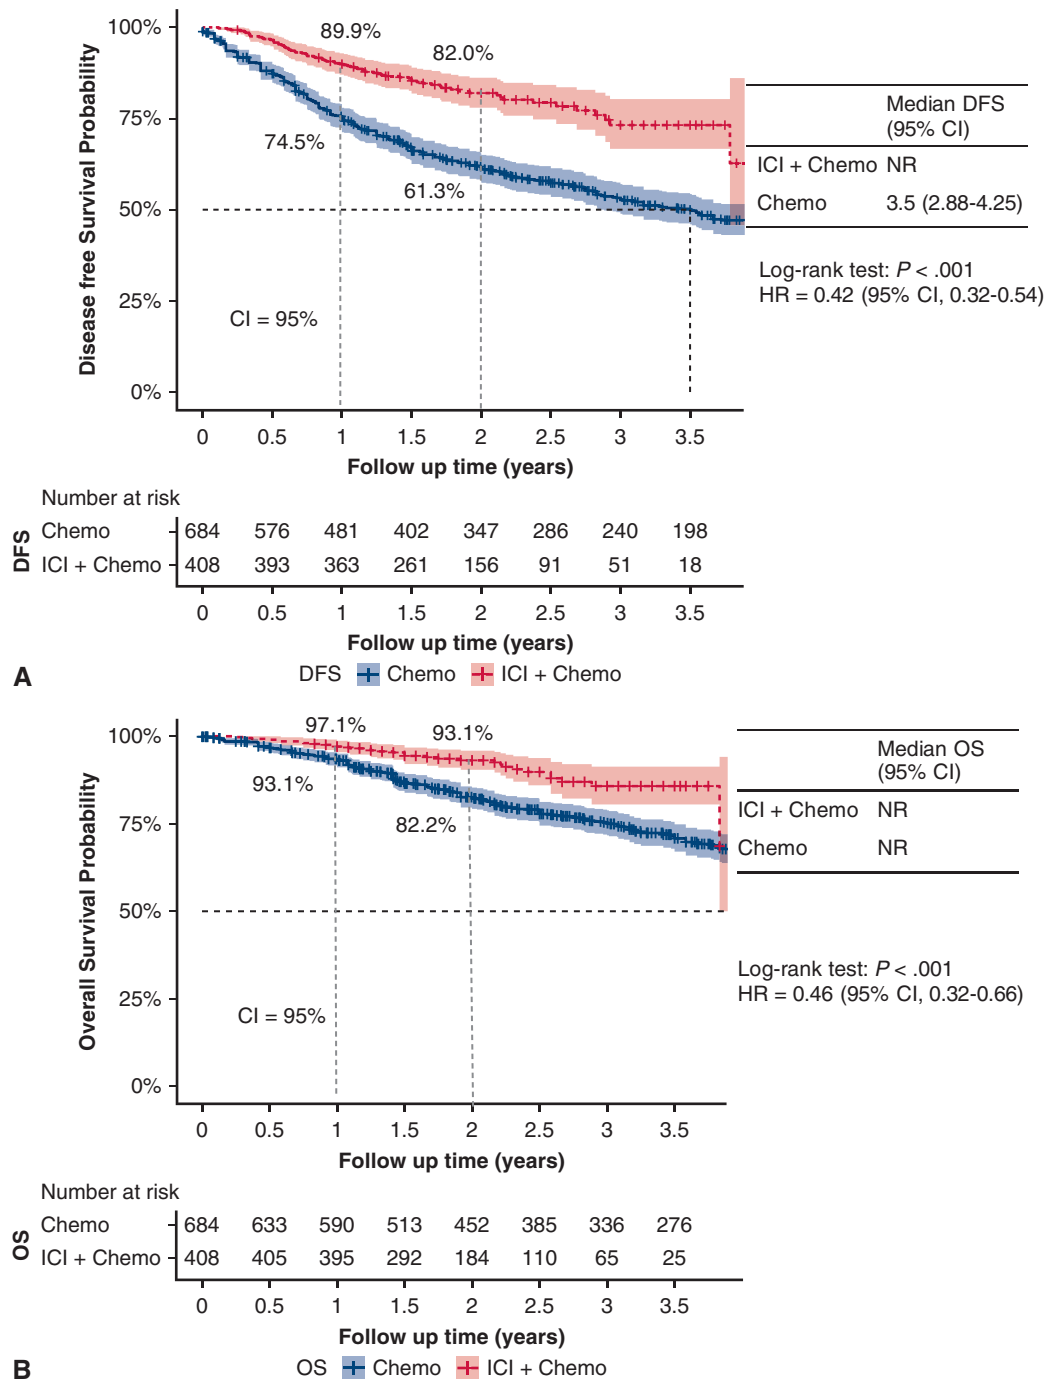 100%
75%
50%
25%
0%
Disease free Survival Probability
89.9%
82.0%
74.5%
61.3%
CI = 95%
0 0.5 1 1.5 2 2.5 3 3.5
Follow up time (years)
Median DFS
(95% CI)
ICI + Chemo NR
Chemo 3.5 (2.88-4.25)
Log-rank test: P < .001
HR = 0.42 (95% CI, 0.32-0.54)
Number at risk
DFS
Chemo 684 576 481 402 347 286 240 198
ICI + Chemo 408 393 363 261 156 91 51 18
0 0.5 1 1.5 2 2.5 3 3.5
Follow up time (years)
A
DFS Chemo ICI + Chemo
100%
75%
50%
25%
0%
Overall Survival Probability
97.1%
93.1%
93.1%
82.2%
CI = 95%
0 0.5 1 1.5 2 2.5 3 3.5
Follow up time (years)
Median OS
(95% CI)
ICI + Chemo NR
Chemo NR
Log-rank test: P < .001
HR = 0.46 (95% CI, 0.32-0.66)
Number at risk
OS
Chemo 684 633 590 513 452 385 336 276
ICI + Chemo 408 405 395 292 184 110 65 25
0 0.5 1 1.5 2 2.5 3 3.5
Follow up time (years)
B
OS Chemo ICI + Chemo